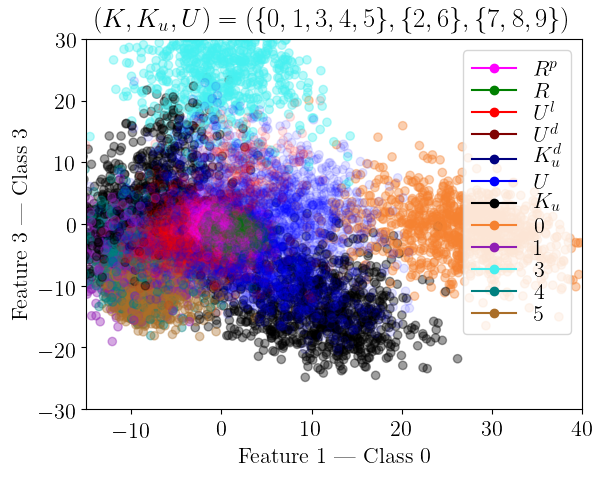 (K, K_u, U) = ({0, 1, 3, 4, 5}, {2, 6}, {7, 8, 9})
30
20
10
0
−10
−20
−30
Feature 3 — Class 3
R^p
R
U^l
U^d
K_u^d
U
K_u
0
1
3
4
5
−10
0
10
20
30
40
Feature 1 — Class 0